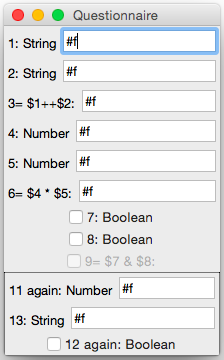 Questionnaire
1: String #f
2: String #f
3= $1++$2: #f
4: Number #f
5: Number #f
6= $4 * $5: #f
7: Boolean
8: Boolean
9= $7 & $8:
11 again: Number #f
13: String #f
12 again: Boolean